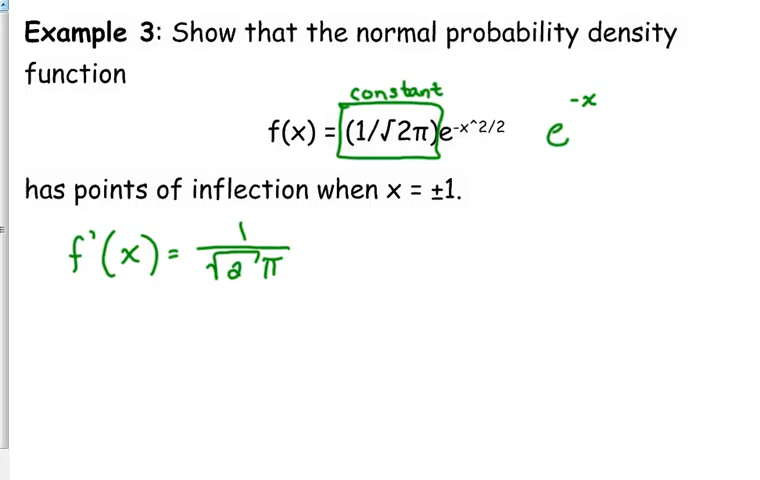 Example 3: Show that the normal probability density
function
constant
f(x) = (1/√2π)e^-x^2/2 e^-x
has points of inflection when x = ±1.
f'(x) = 1/√2 π